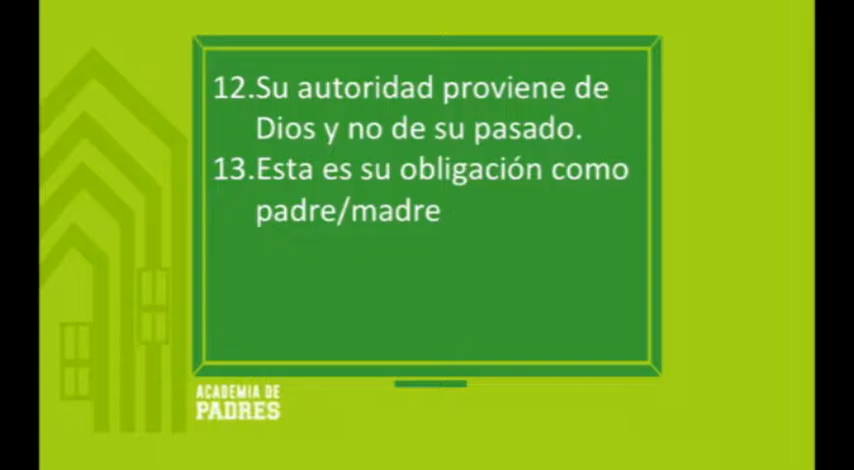 12.Su autoridad proviene de
Dios y no de su pasado.
13.Esta es su obligación como
padre/madre
ACADEMIA DE
PADRES